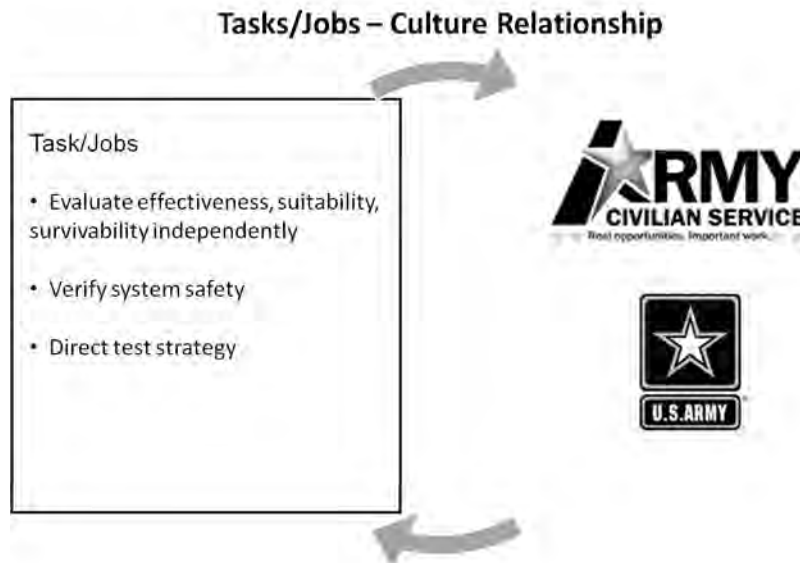 Tasks/Jobs – Culture Relationship
Task/Jobs
• Evaluate effectiveness, suitability,
survivability independently
• Verify system safety
• Direct test strategy
ARMY
CIVILIAN SERVICE
Real opportunities. Important work.
U.S.ARMY